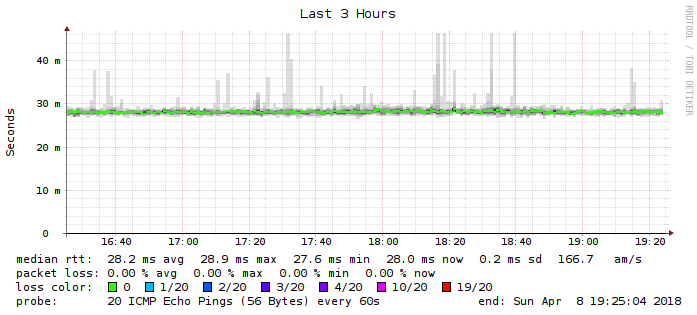 Last 3 Hours
RRDTOOL / TOBI OETIKER
Seconds
40 m
30 m
20 m
10 m
0
16:40 17:00 17:20 17:40 18:00 18:20 18:40 19:00 19:20
median rtt: 28.2 ms avg 28.9 ms max 27.6 ms min 28.0 ms now 0.2 ms sd 166.7 am/s
packet loss: 0.00 % avg 0.00 % max 0.00 % min 0.00 % now
loss color: 0 1/20 2/20 3/20 4/20 10/20 19/20
probe: 20 ICMP Echo Pings (56 Bytes) every 60s end: Sun Apr 8 19:25:04 2018